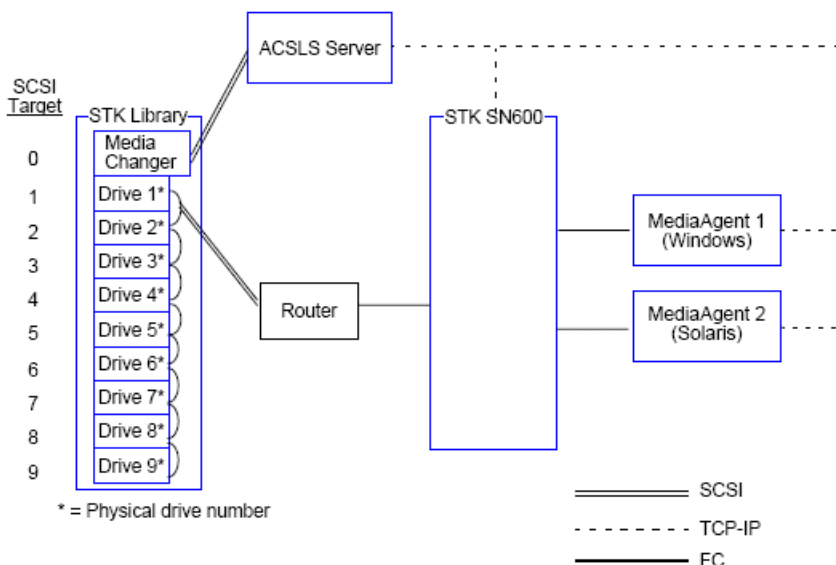 ACSLS Server
SCSI
Target
STK Library
STK SN600
Media
Changer
0
1
Drive 1*
2
Drive 2*
3
Drive 3*
4
Drive 4*
5
Drive 5*
6
Drive 6*
7
Drive 7*
8
Drive 8*
9
Drive 9*
Router
MediaAgent 1
(Windows)
MediaAgent 2
(Solaris)
* = Physical drive number
SCSI
TCP-IP
FC